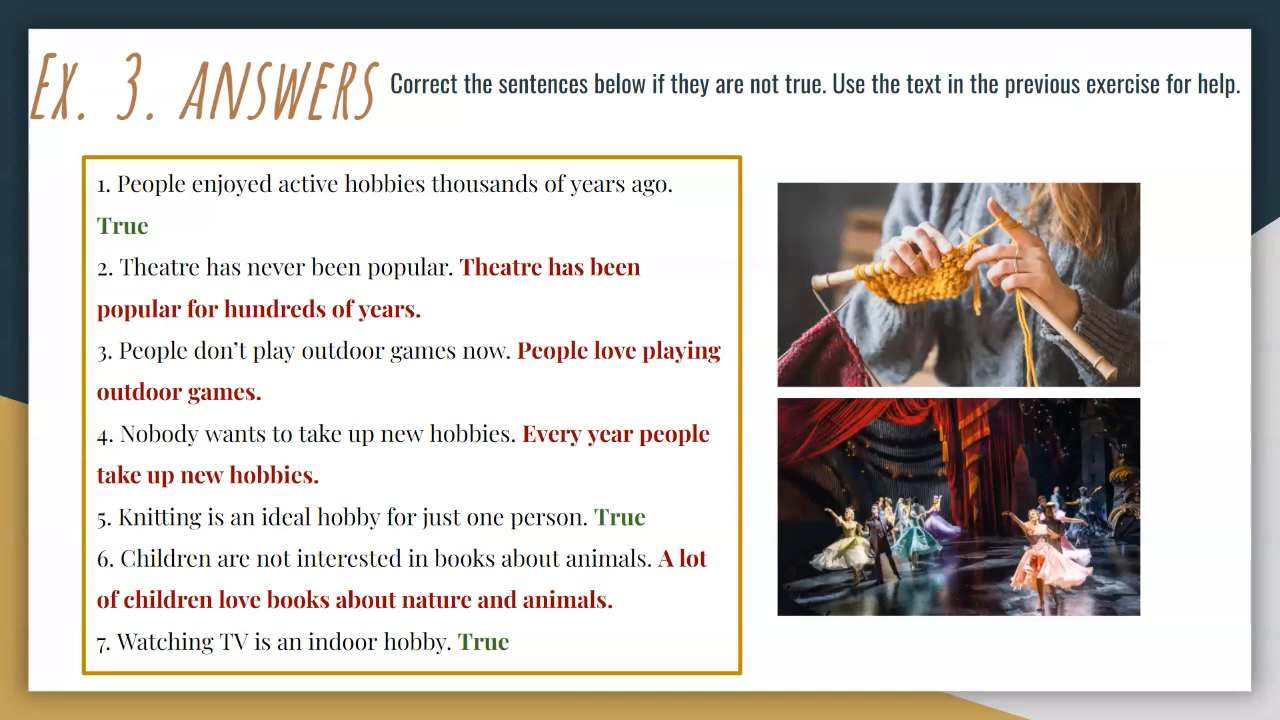 Ex. 3. answers
Correct the sentences below if they are not true. Use the text in the previous exercise for help.
1. People enjoyed active hobbies thousands of years ago.
True
2. Theatre has never been popular. Theatre has been
popular for hundreds of years.
3. People don’t play outdoor games now. People love playing
outdoor games.
4. Nobody wants to take up new hobbies. Every year people
take up new hobbies.
5. Knitting is an ideal hobby for just one person. True
6. Children are not interested in books about animals. A lot
of children love books about nature and animals.
7. Watching TV is an indoor hobby. True